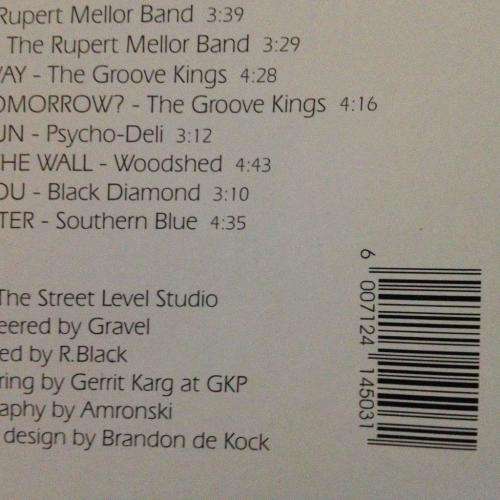 Rupert Mellor Band 3:39
The Rupert Mellor Band 3:29
WAY - The Groove Kings 4:28
OMORROW? - The Groove Kings 4:16
UN - Psycho-Deli 3:12
THE WALL - Woodshed 4:43
OU - Black Diamond 3:10
TER - Southern Blue 4:35
The Street Level Studio
eered by Gravel
ed by R.Black
ring by Gerrit Karg at GKP
aphy by Amronski
design by Brandon de Kock
6 007124 145031